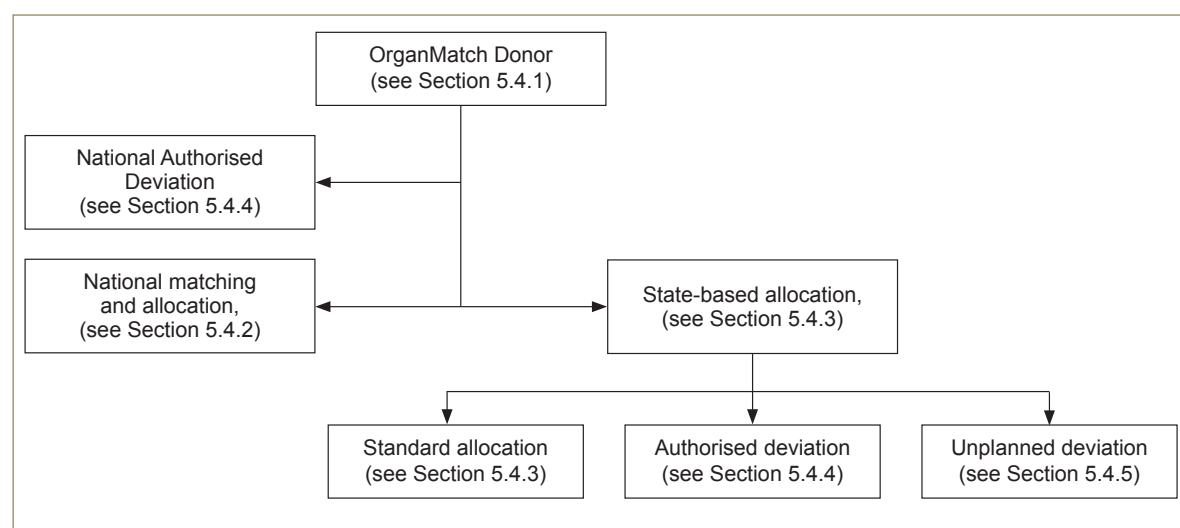 OrganMatch Donor
(see Section 5.4.1)
National Authorised
Deviation
(see Section 5.4.4)
National matching
and allocation,
(see Section 5.4.2)
State-based allocation,
(see Section 5.4.3)
Standard allocation
(see Section 5.4.3)
Authorised deviation
(see Section 5.4.4)
Unplanned deviation
(see Section 5.4.5)